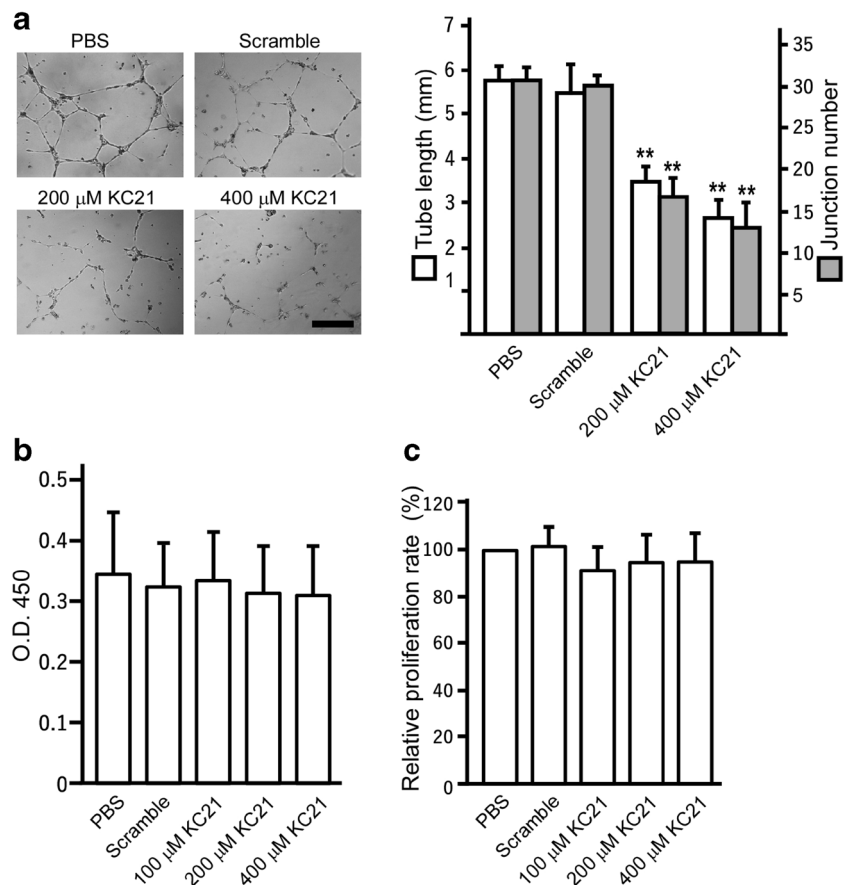 a
PBS
Scramble
200 μM KC21
400 μM KC21
Tube length (mm)
7
6
5
4
3
2
1
**
**
**
**
35
30
25
20
15
10
5
Junction number
PBS
Scramble
200 μM KC21
400 μM KC21
b
O.D. 450
0.5
0.4
0.3
0.2
0.1
0
PBS
Scramble
100 μM KC21
200 μM KC21
400 μM KC21
c
Relative proliferation rate (%)
120
100
80
60
40
20
0
PBS
Scramble
100 μM KC21
200 μM KC21
400 μM KC21